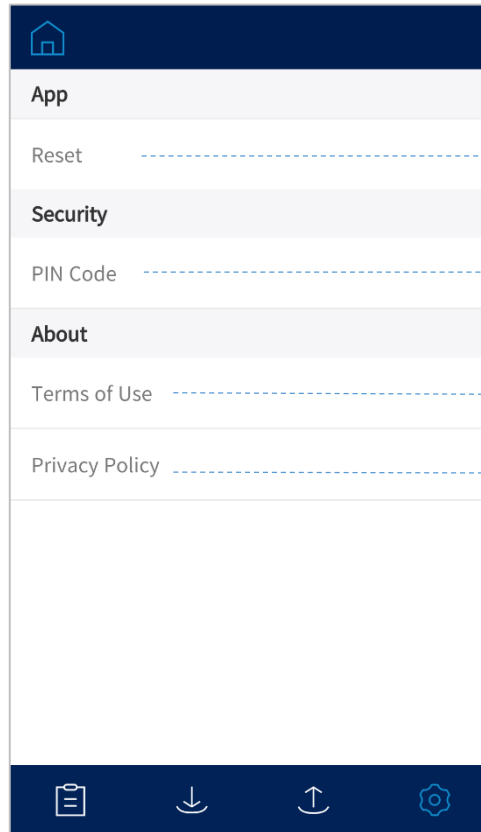 App
Reset
Security
PIN Code
About
Terms of Use
Privacy Policy